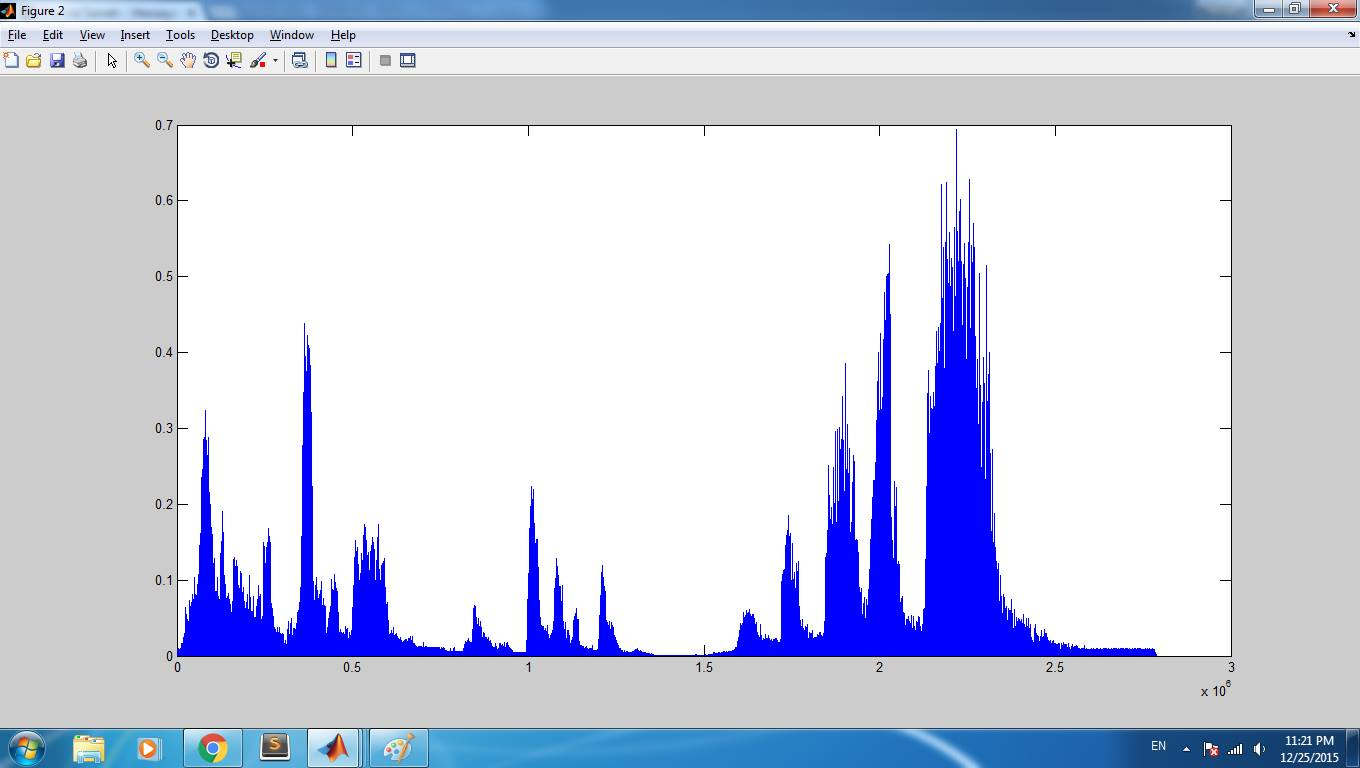 Figure 2
File Edit View Insert Tools Desktop Window Help
0.7
0.6
0.5
0.4
0.3
0.2
0.1
0
0 0.5 1 1.5 2 2.5 3
x 10⁶
S
EN
11:21 PM
12/25/2015